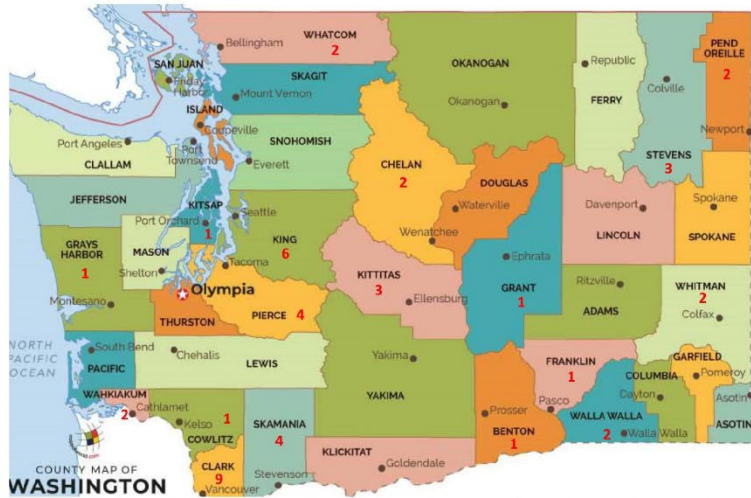 Bellingham
WHATCOM
2
SAN JUAN
Friday
Harbor
SKAGIT
Mount Vernon
ISLAND
Coupeville
OKANOGAN
Okanogan
Republic
FERRY
Colville
STEVENS
3
PEND
OREILLE
2
Newport
Port Angeles
CLALLAM
Port
Townsend
SNOHOMISH
Everett
CHELAN
2
DOUGLAS
Waterville
Wenatchee
JEFFERSON
KITSAP
Port Orchard
1
Seattle
KING
6
Davenport
LINCOLN
Spokane
SPOKANE
GRAYS
HARBOR
1
Montesano
MASON
Shelton
Tacoma
Olympia
THURSTON
PIERCE 4
KITTITAS
3
Ellensburg
Ephrata
GRANT
1
Ritzville
ADAMS
WHITMAN
2
Colfax
NORTH
PACIFIC
OCEAN
South Bend
PACIFIC
Chehalis
LEWIS
Yakima
YAKIMA
FRANKLIN
1
Pasco
COLUMBIA
Dayton
GARFIELD
Pomeroy
Asotin
ASOTIN
WAHKIAKUM
2
Cathlamet
Kelso
1
COWLITZ
SKAMANIA
4
Stevenson
CLARK
9
Vancouver
KLICKITAT
Goldendale
Prosser
BENTON
1
WALLA WALLA
2
Walla Walla
COUNTY MAP OF
WASHINGTON